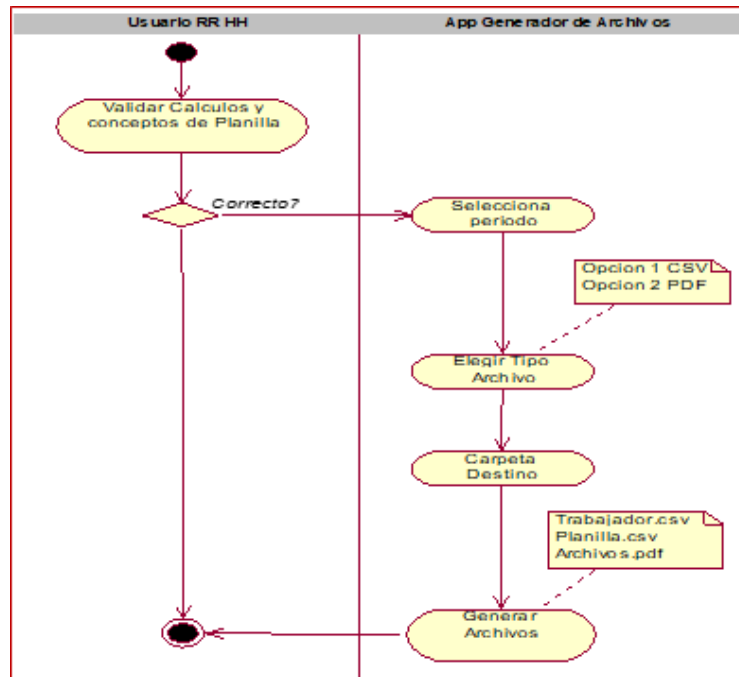 Usuario RR HH
App Generador de Archivos
Validar Calculos y
conceptos de Planilla
Correcto?
Selecciona
periodo
Opcion 1 CSV
Opcion 2 PDF
Elegir Tipo
Archivo
Carpeta
Destino
Trabajador.csv
Planilla.csv
Archivos.pdf
Generar
Archivos